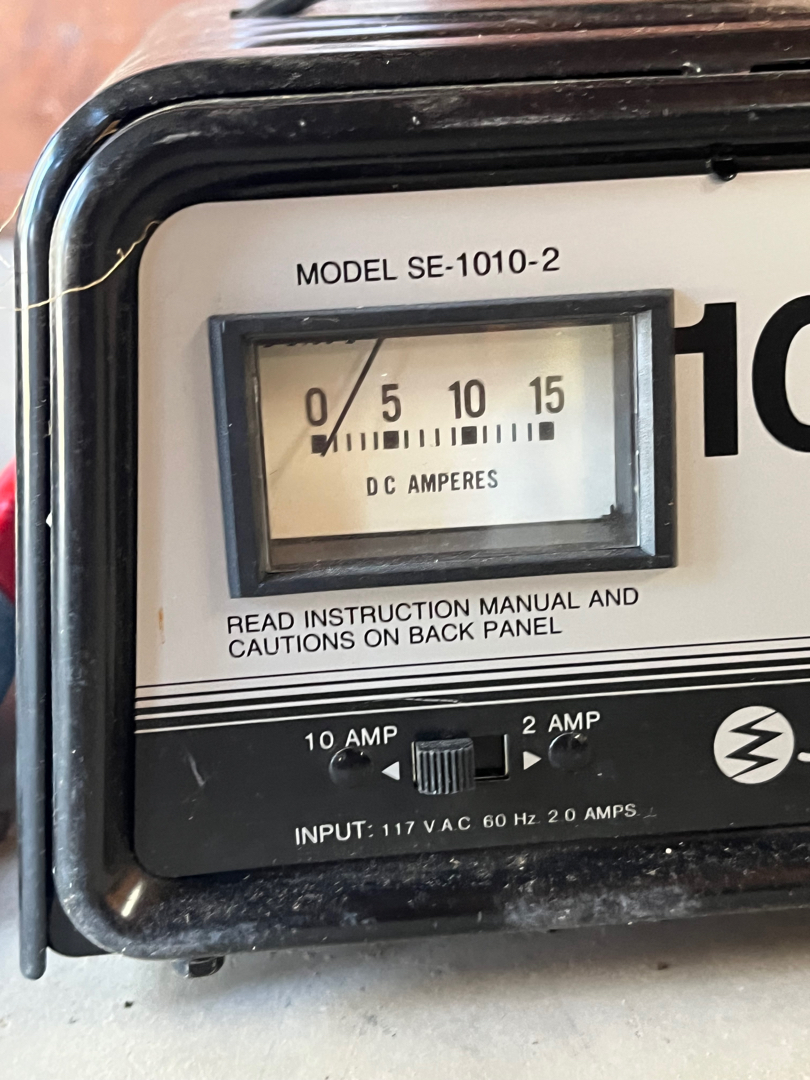 MODEL SE-1010-2
10
0 5 10 15
DC AMPERES
READ INSTRUCTION MANUAL AND
CAUTIONS ON BACK PANEL
10 AMP
2 AMP
INPUT: 117 V.A.C. 60 Hz. 2.0 AMPS.